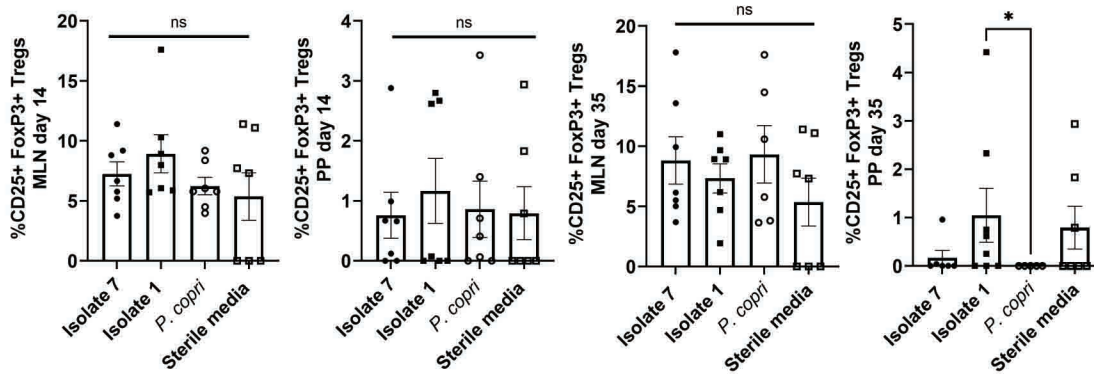 %CD25+ FoxP3+ Tregs
MLN day 14
20
15
10
5
0
ns
Isolate 7
Isolate 1
P. copri
Sterile media
%CD25+ FoxP3+ Tregs
PP day 14
4
3
2
1
0
ns
Isolate 7
Isolate 1
P. copri
Sterile media
%CD25+ FoxP3+ Tregs
MLN day 35
20
15
10
5
0
ns
Isolate 7
Isolate 1
P. copri
Sterile media
%CD25+ FoxP3+ Tregs
PP day 35
5
4
3
2
1
0
*
Isolate 7
Isolate 1
P. copri
Sterile media